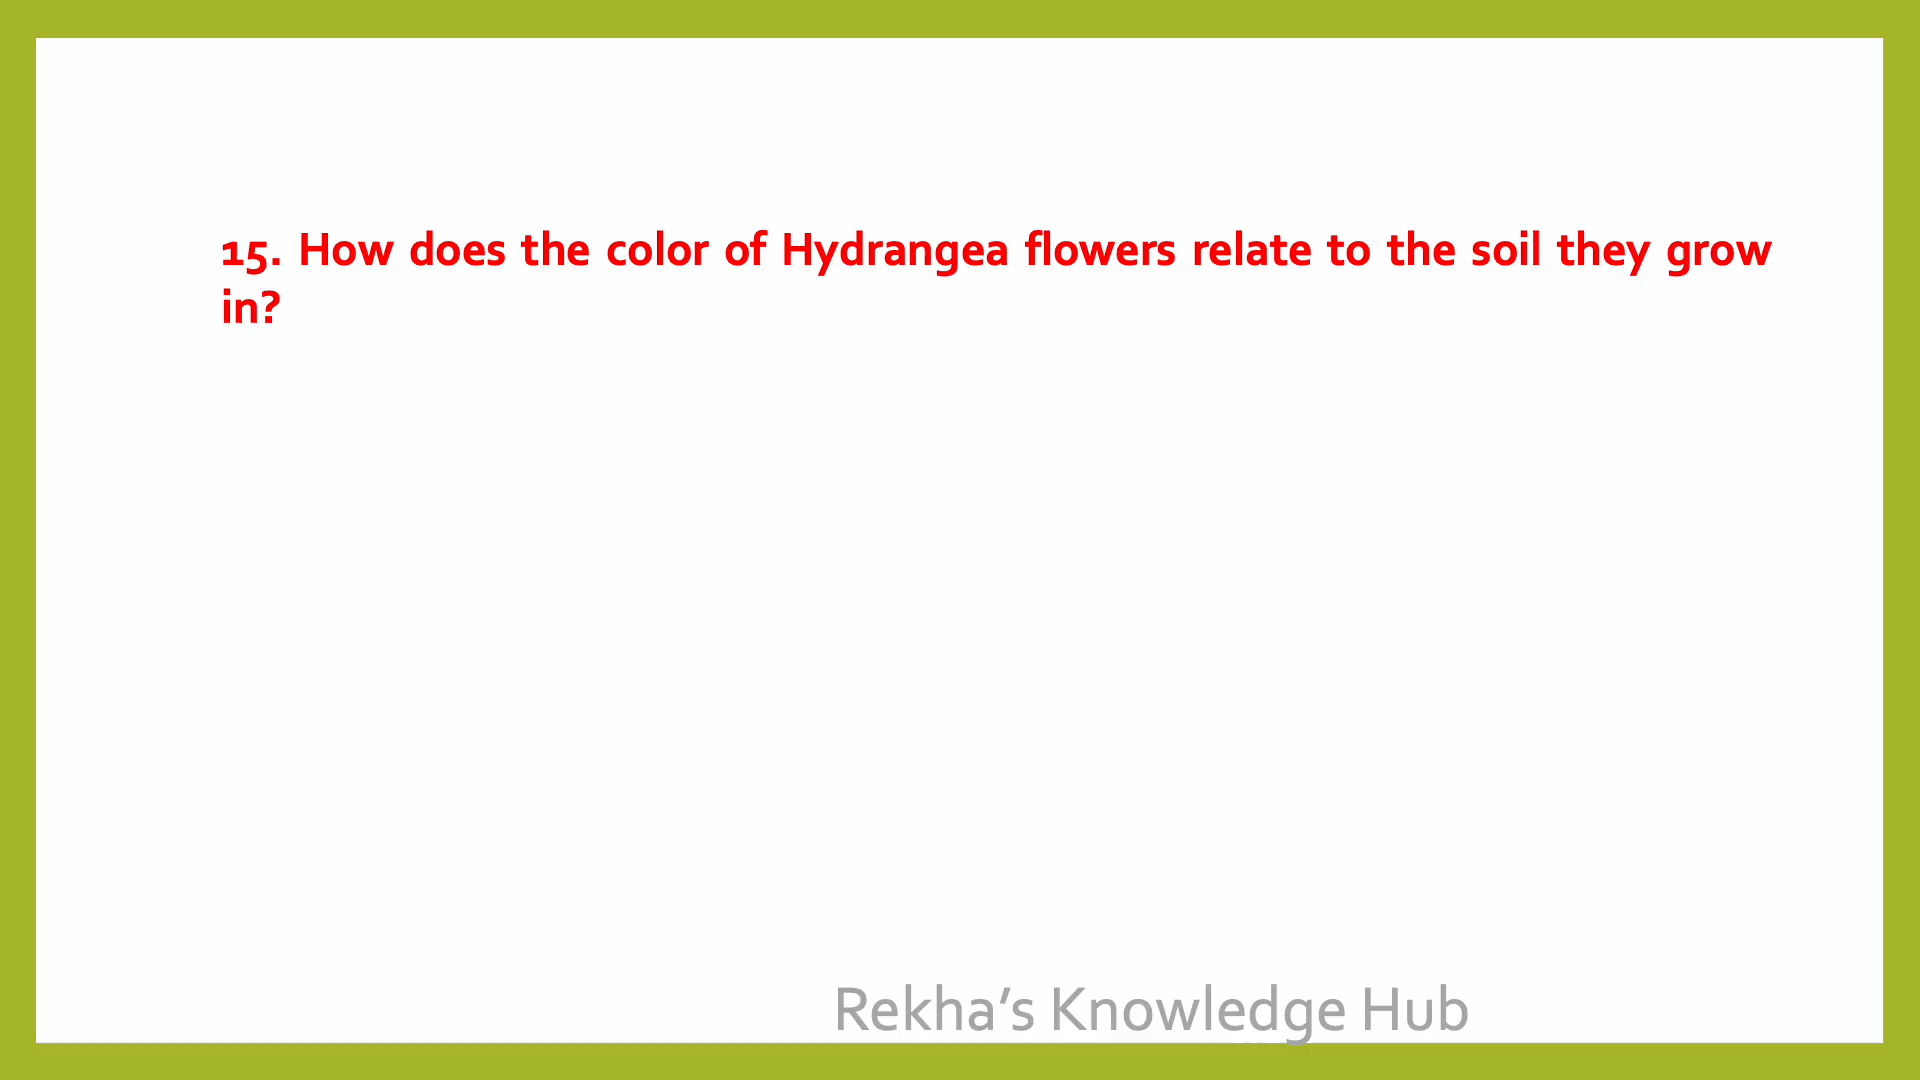 15. How does the color of Hydrangea flowers relate to the soil they grow
in?
Rekha’s Knowledge Hub